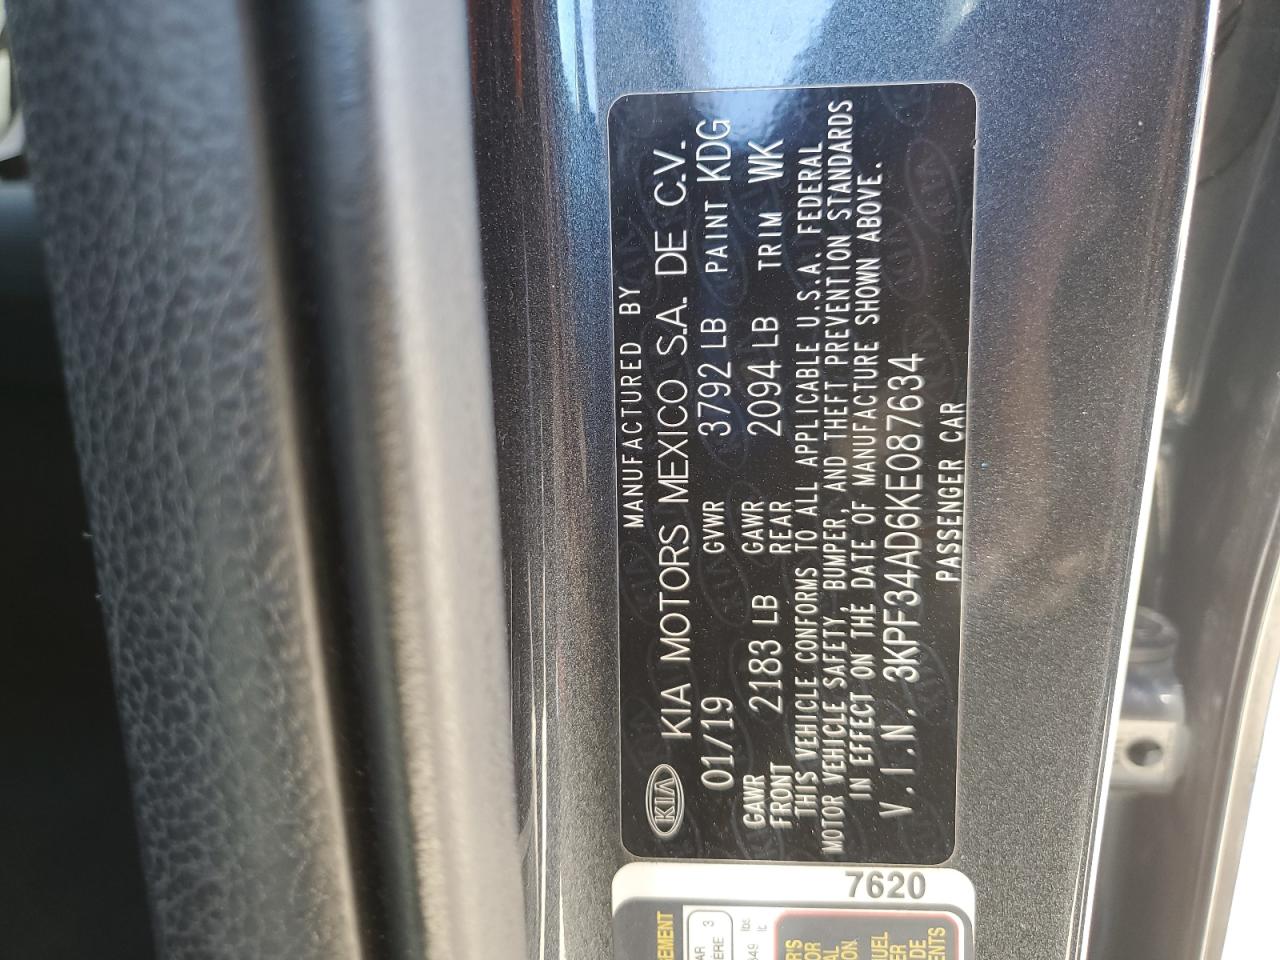 MANUFACTURED BY
KIA KIA MOTORS MEXICO S.A. DE C.V.
01/19 GVWR 3792 LB PAINT KDG
GAWR FRONT 2183 LB GAWR REAR 2094 LB TRIM WK
THIS VEHICLE CONFORMS TO ALL APPLICABLE U.S.A. FEDERAL
MOTOR VEHICLE SAFETY, BUMPER, AND THEFT PREVENTION STANDARDS
IN EFFECT ON THE DATE OF MANUFACTURE SHOWN ABOVE.
V.I.N. 3KPF34AD6KE087634
PASSENGER CAR
7620